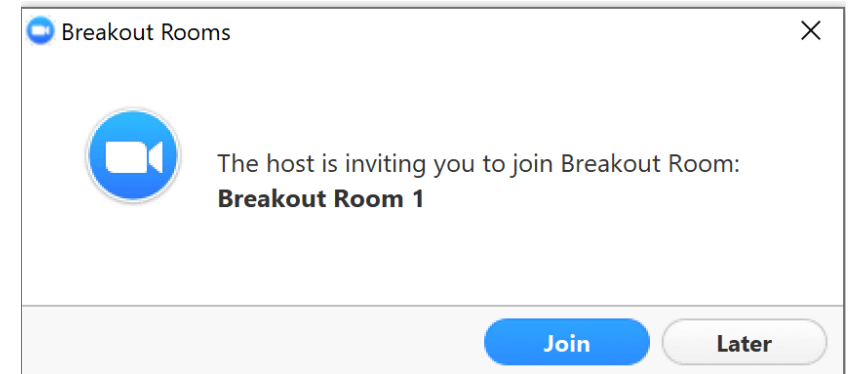 Breakout Rooms
The host is inviting you to join Breakout Room:
Breakout Room 1
Join Later